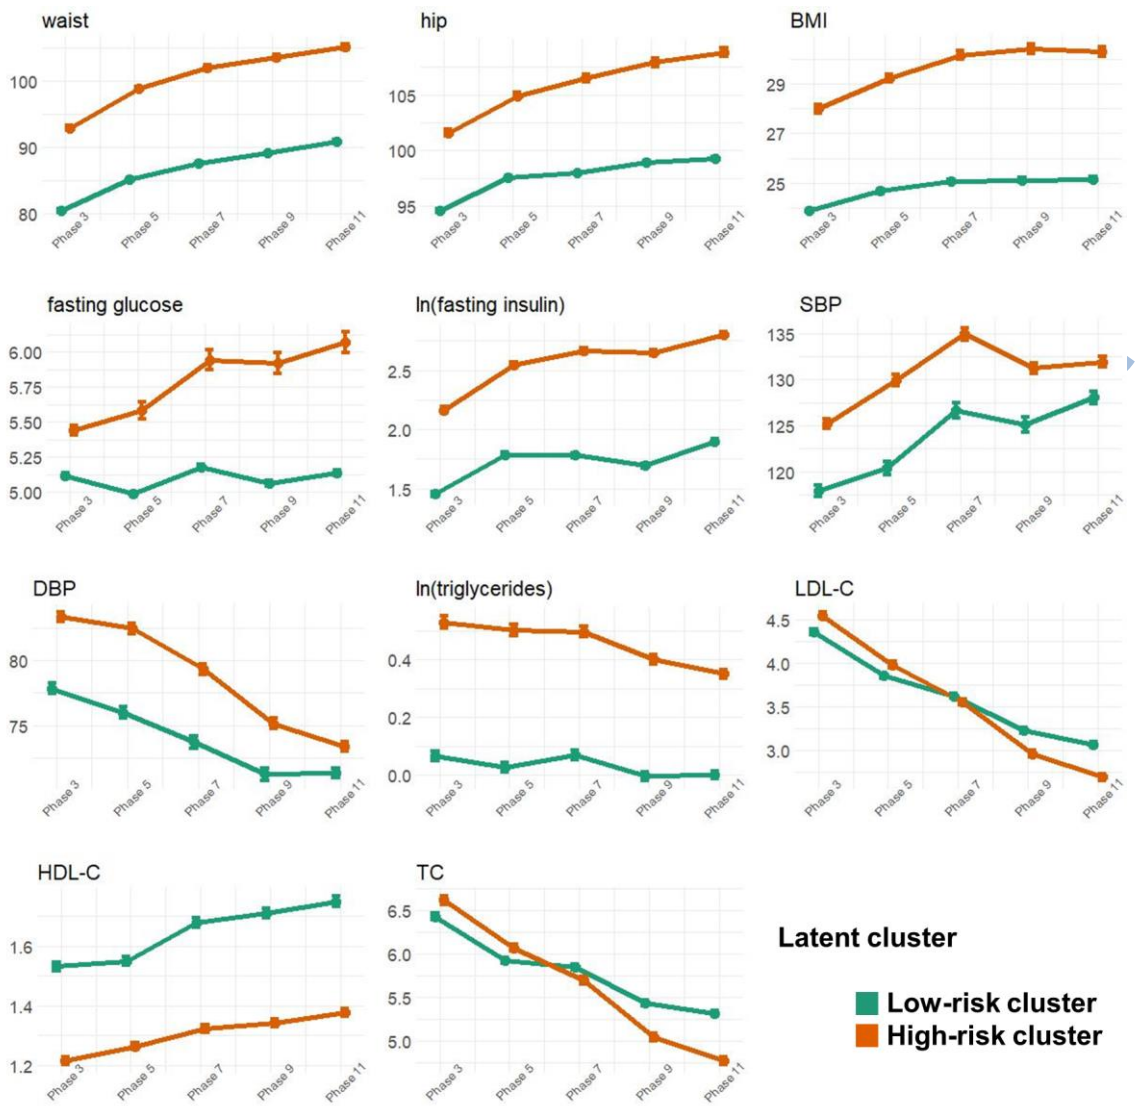 waist
100
90
80
Phase 3
Phase 5
Phase 7
Phase 9
Phase 11
hip
105
100
95
Phase 3
Phase 5
Phase 7
Phase 9
Phase 11
BMI
29
27
25
Phase 3
Phase 5
Phase 7
Phase 9
Phase 11
fasting glucose
6.00
5.75
5.50
5.25
5.00
Phase 3
Phase 5
Phase 7
Phase 9
Phase 11
ln(fasting insulin)
2.5
2.0
1.5
Phase 3
Phase 5
Phase 7
Phase 9
Phase 11
SBP
135
130
125
120
Phase 3
Phase 5
Phase 7
Phase 9
Phase 11
DBP
80
75
Phase 3
Phase 5
Phase 7
Phase 9
Phase 11
ln(triglycerides)
0.4
0.2
0.0
Phase 3
Phase 5
Phase 7
Phase 9
Phase 11
LDL-C
4.5
4.0
3.5
3.0
Phase 3
Phase 5
Phase 7
Phase 9
Phase 11
HDL-C
1.6
1.4
1.2
Phase 3
Phase 5
Phase 7
Phase 9
Phase 11
TC
6.5
6.0
5.5
5.0
Phase 3
Phase 5
Phase 7
Phase 9
Phase 11
Latent cluster
Low-risk cluster
High-risk cluster